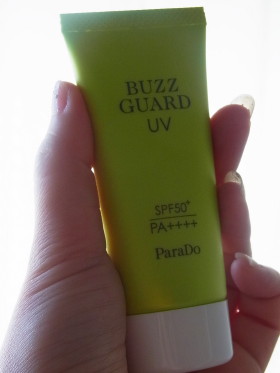 BUZZ
GUARD
UV
SPF50+
PA++++
ParaDo